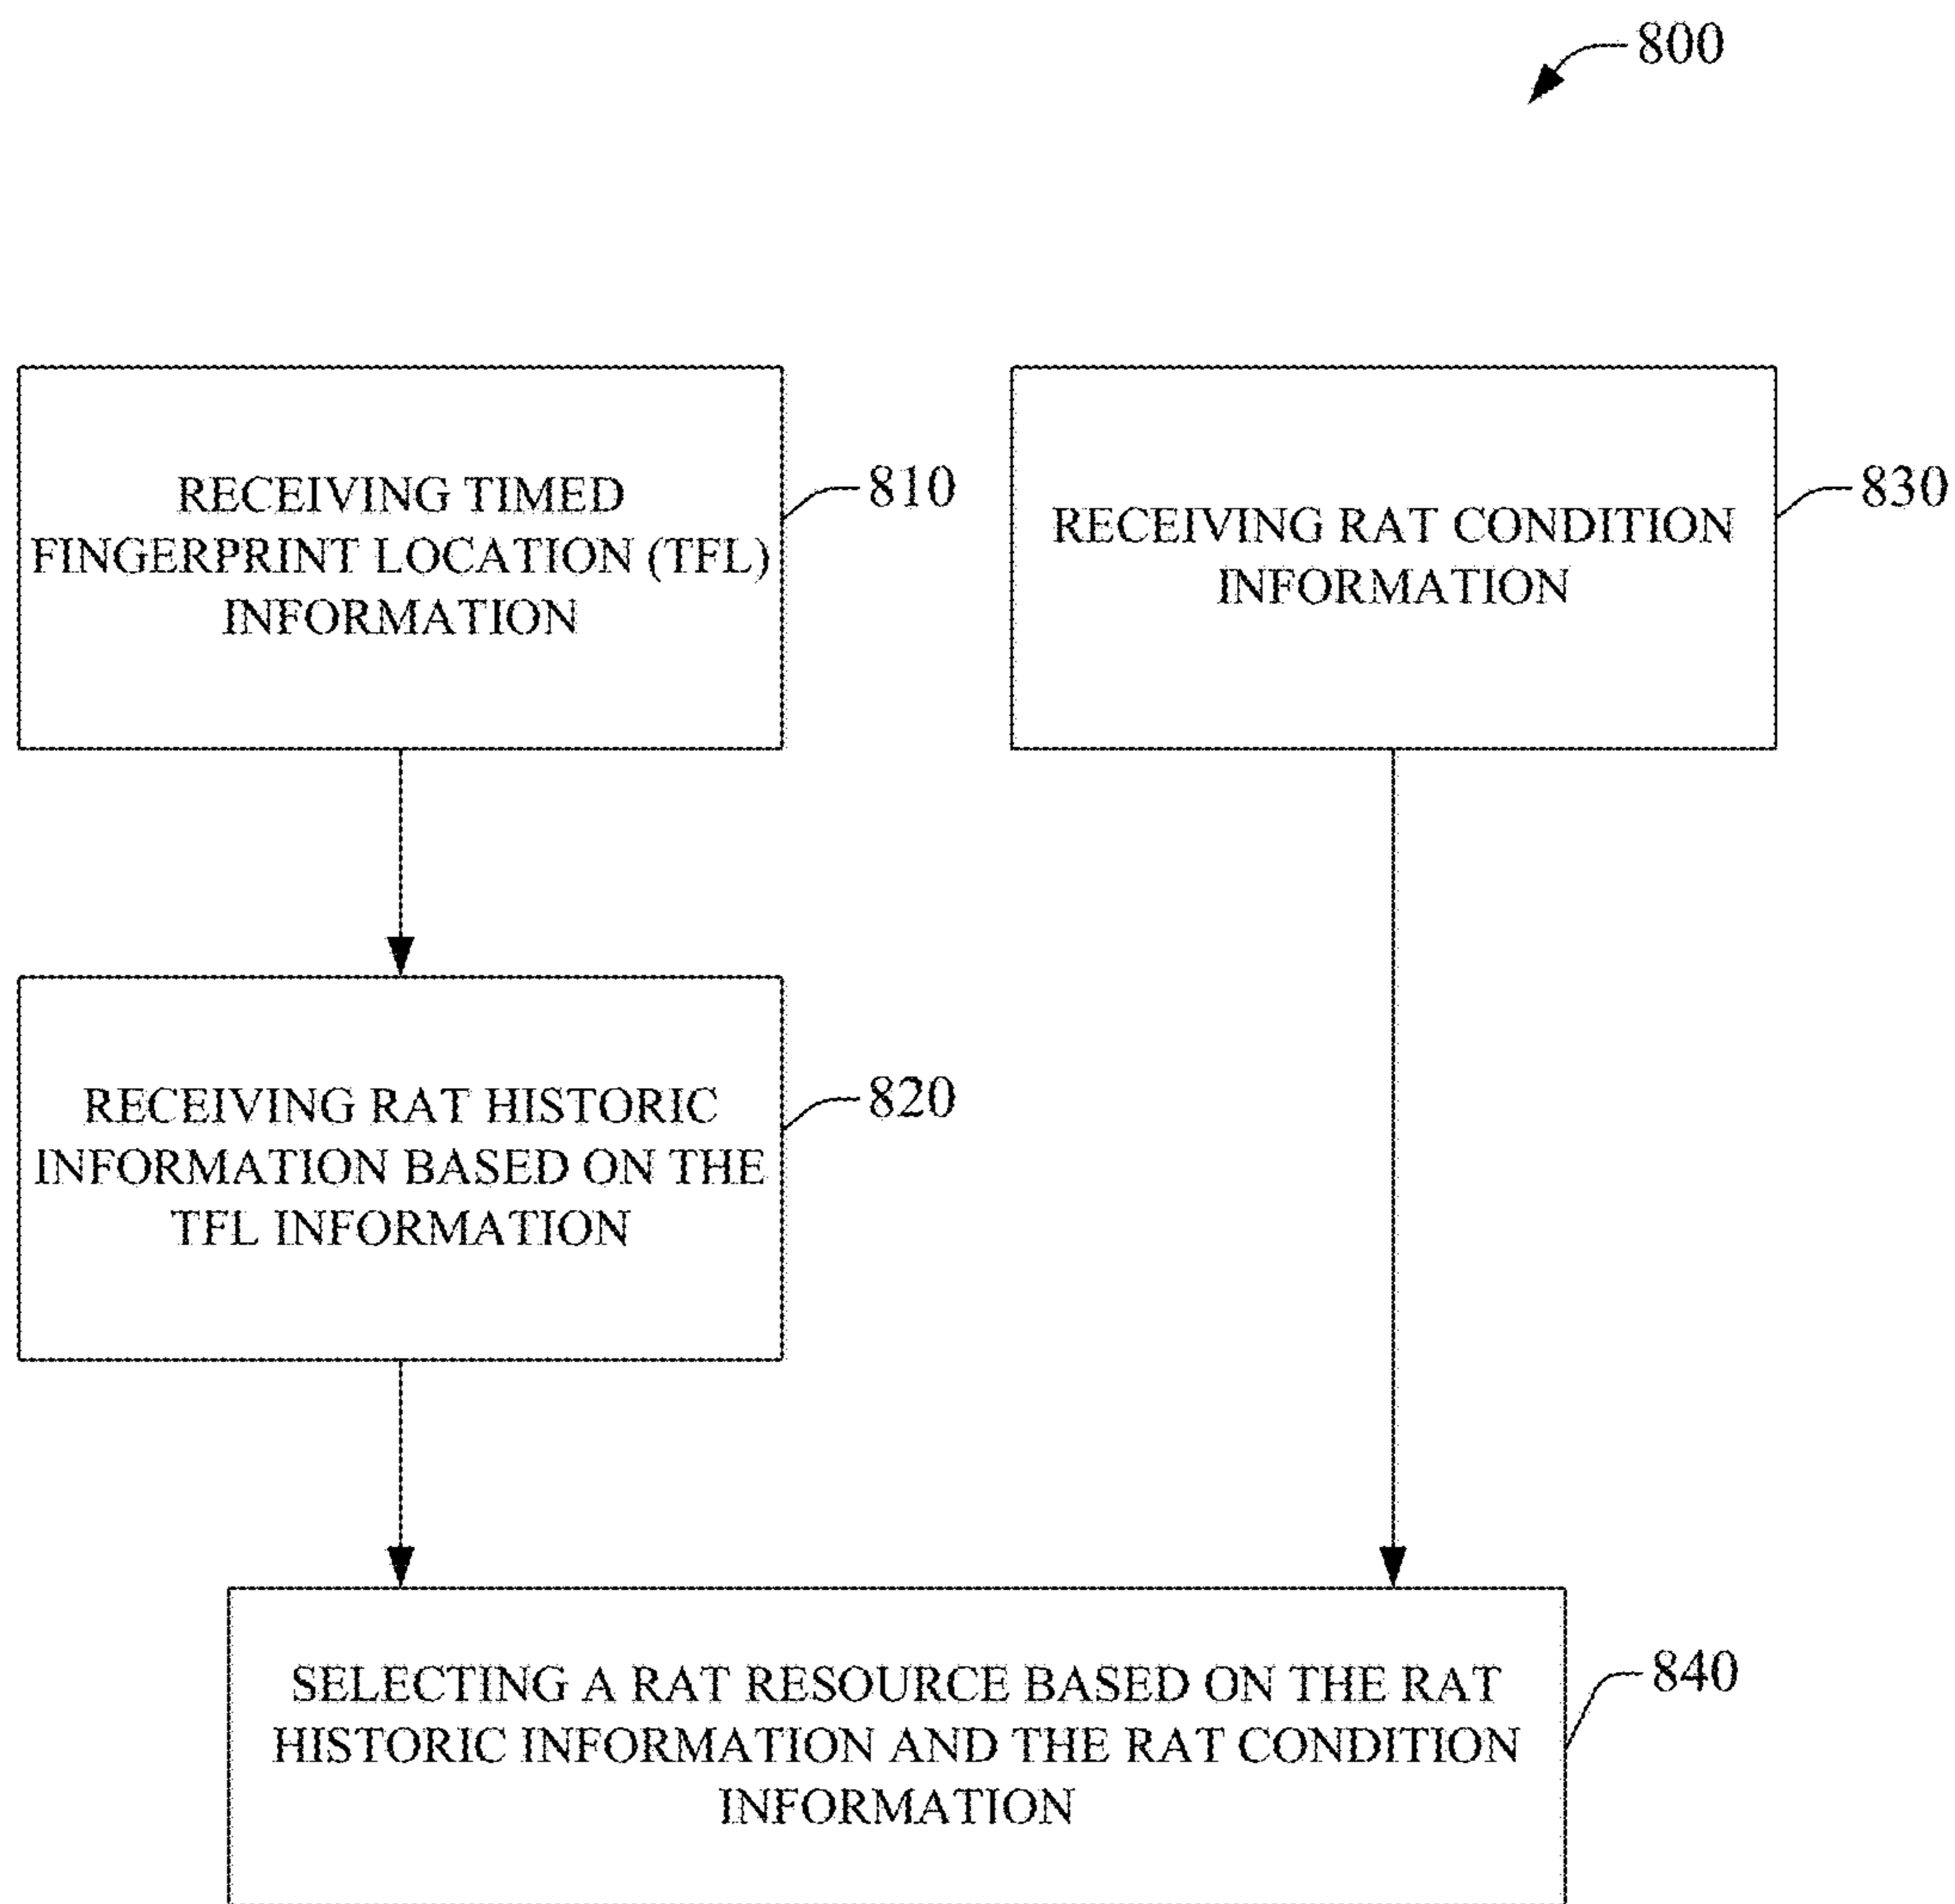 800
RECEIVING TIMED
FINGERPRINT LOCATION (TFL)
INFORMATION
810
RECEIVING RAT CONDITION
INFORMATION
830
RECEIVING RAT HISTORIC
INFORMATION BASED ON THE
TFL INFORMATION
820
SELECTING A RAT RESOURCE BASED ON THE RAT
HISTORIC INFORMATION AND THE RAT CONDITION
INFORMATION
840